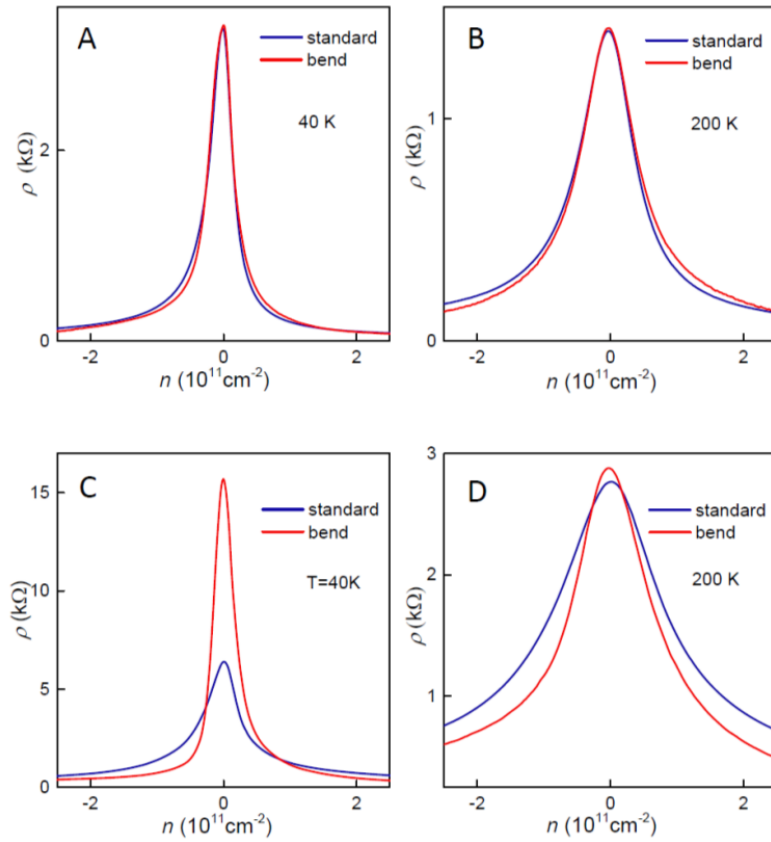 A
standard
bend
40 K
2
0
-2 0 2
ρ (kΩ)
n (10¹¹cm⁻²)
B
standard
bend
200 K
1
0
-2 0 2
ρ (kΩ)
n (10¹¹cm⁻²)
C
standard
bend
T=40K
15
10
5
0
-2 0 2
ρ (kΩ)
n (10¹¹cm⁻²)
D
standard
bend
200 K
3
2
1
-2 0 2
ρ (kΩ)
n (10¹¹cm⁻²)